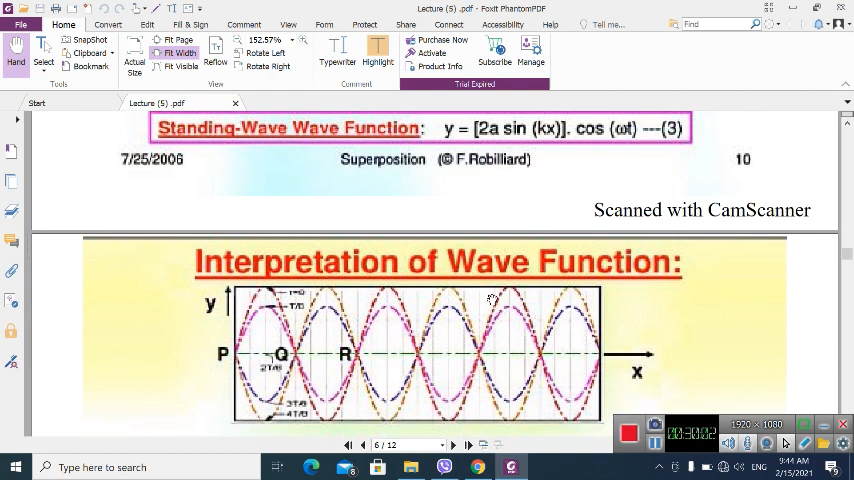 Lecture (5) .pdf - Foxit PhantomPDF
File Home Convert Edit Fill & Sign Comment View Form Protect Share Connect Accessibility Help Tell me... Find
Hand
Select
SnapShot
Clipboard
Bookmark
Tools
Actual Size
Fit Page
Fit Width
Fit Visible
Reflow
152.57%
Rotate Left
Rotate Right
View
Typewriter
Highlight
Comment
Purchase Now
Activate
Product Info
Subscribe
Manage
Trial Expired
Start Lecture (5) .pdf
Standing-Wave Wave Function: y = [2a sin (kx)]. cos (ωt) ---(3)
7/25/2006 Superposition (© F.Robilliard) 10
Scanned with CamScanner
Interpretation of Wave Function:
y
P Q R
x
6 / 12
1920 × 1080
Type here to search
8
ENG
9:44 AM
2/15/2021
9